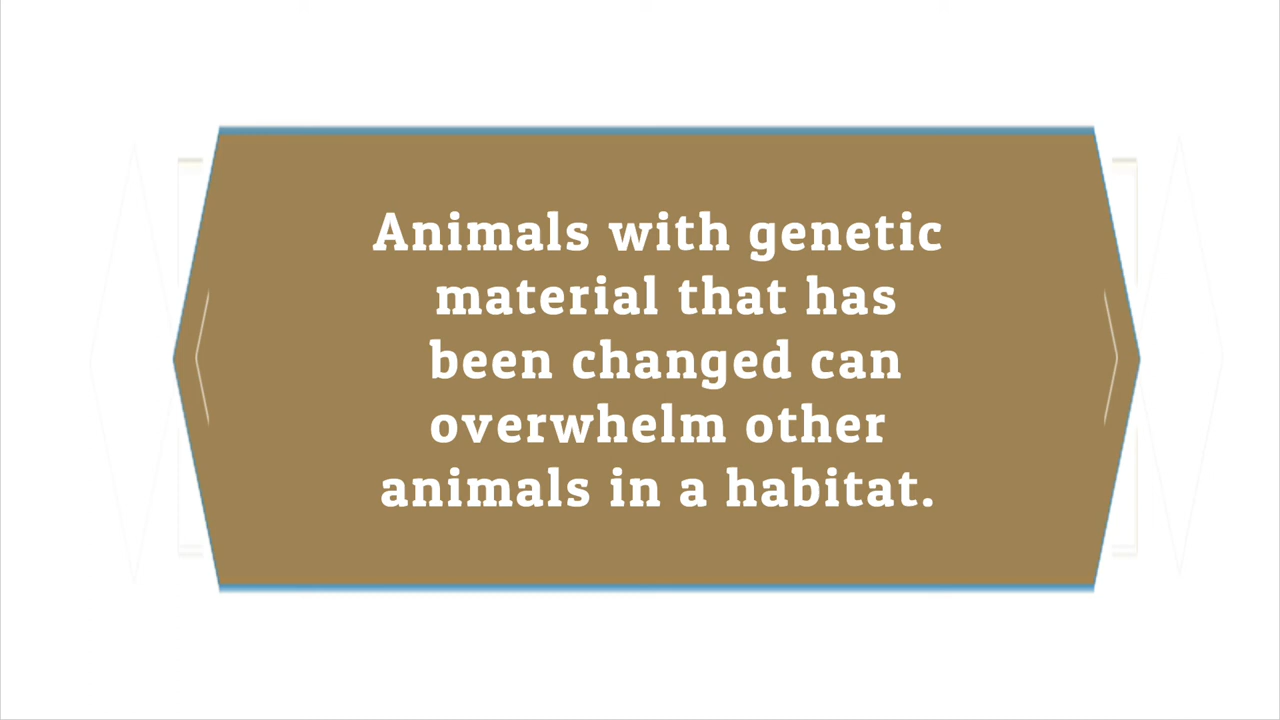 Animals with genetic
material that has
been changed can
overwhelm other
animals in a habitat.